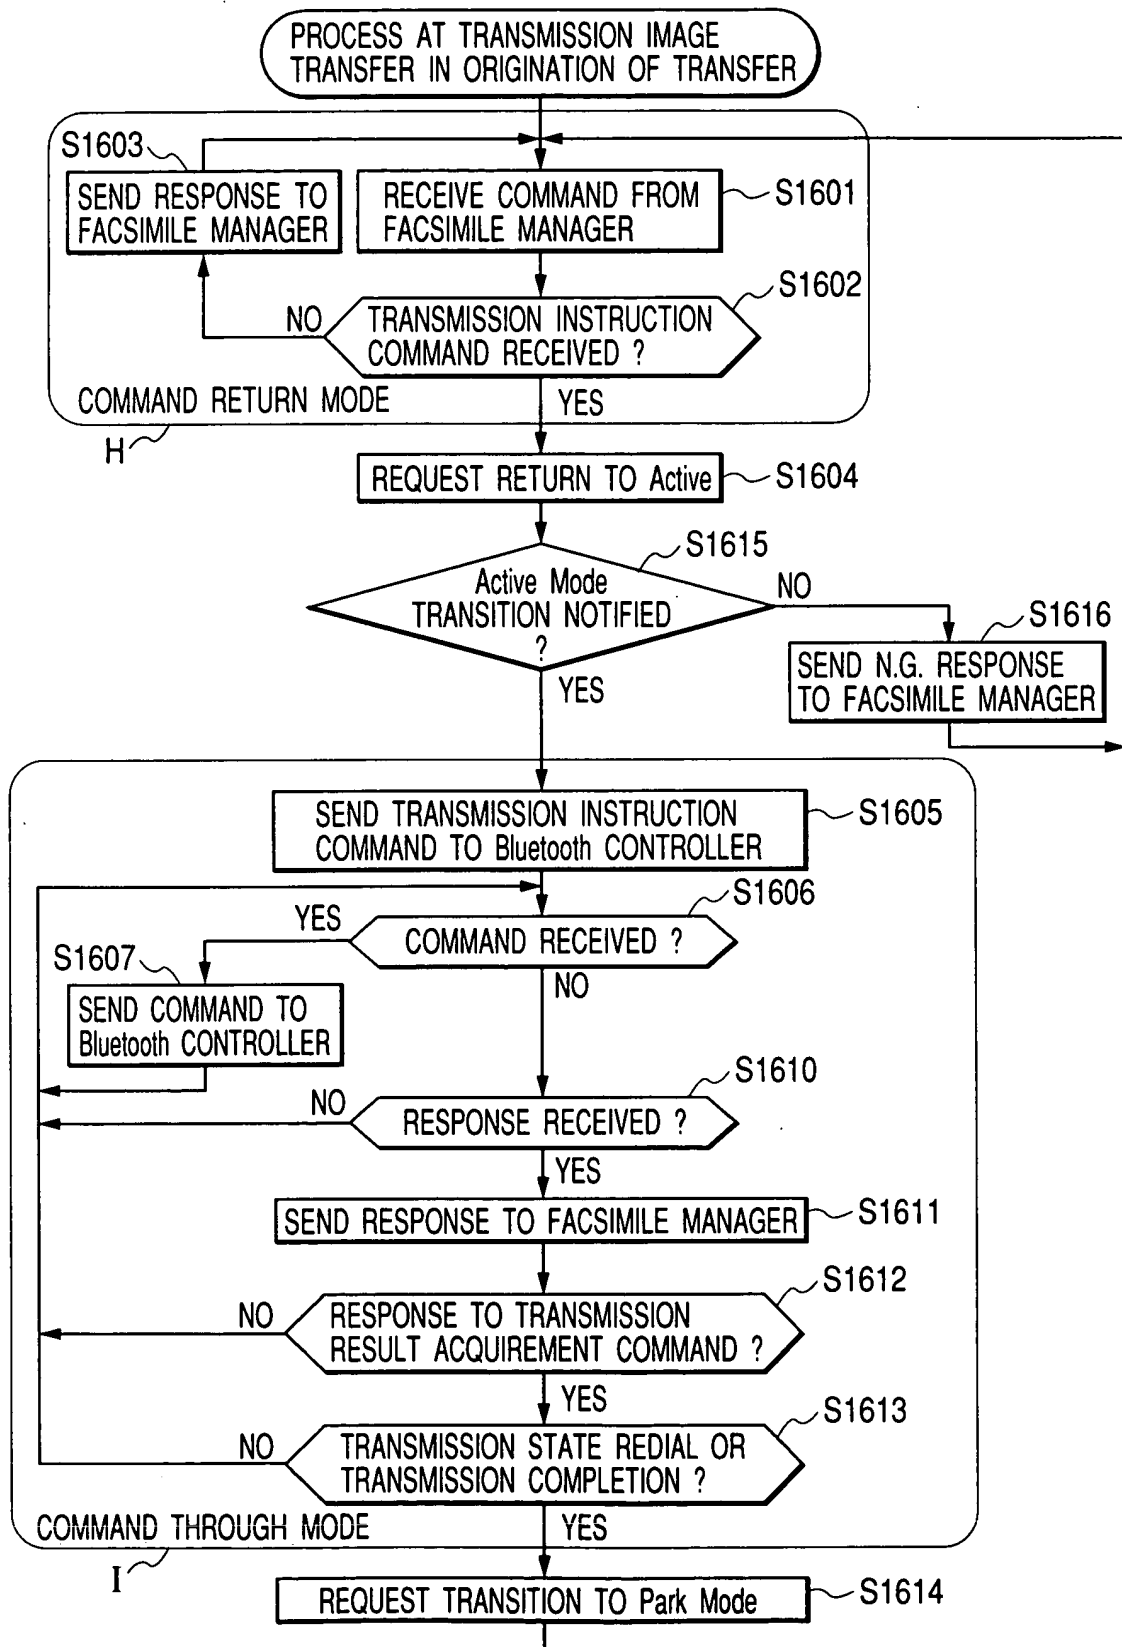 PROCESS AT TRANSMISSION IMAGE
TRANSFER IN ORIGINATION OF TRANSFER
S1603
SEND RESPONSE TO
FACSIMILE MANAGER
RECEIVE COMMAND FROM
FACSIMILE MANAGER
S1601
S1602
NO
TRANSMISSION INSTRUCTION
COMMAND RECEIVED ?
COMMAND RETURN MODE
YES
H
REQUEST RETURN TO Active
S1604
S1615
Active Mode
TRANSITION NOTIFIED
?
NO
YES
S1616
SEND N.G. RESPONSE
TO FACSIMILE MANAGER
SEND TRANSMISSION INSTRUCTION
COMMAND TO Bluetooth CONTROLLER
S1605
S1606
YES
COMMAND RECEIVED ?
NO
S1607
SEND COMMAND TO
Bluetooth CONTROLLER
S1610
NO
RESPONSE RECEIVED ?
YES
SEND RESPONSE TO FACSIMILE MANAGER
S1611
S1612
NO
RESPONSE TO TRANSMISSION
RESULT ACQUIREMENT COMMAND ?
YES
S1613
NO
TRANSMISSION STATE REDIAL OR
TRANSMISSION COMPLETION ?
COMMAND THROUGH MODE
YES
I
REQUEST TRANSITION TO Park Mode
S1614